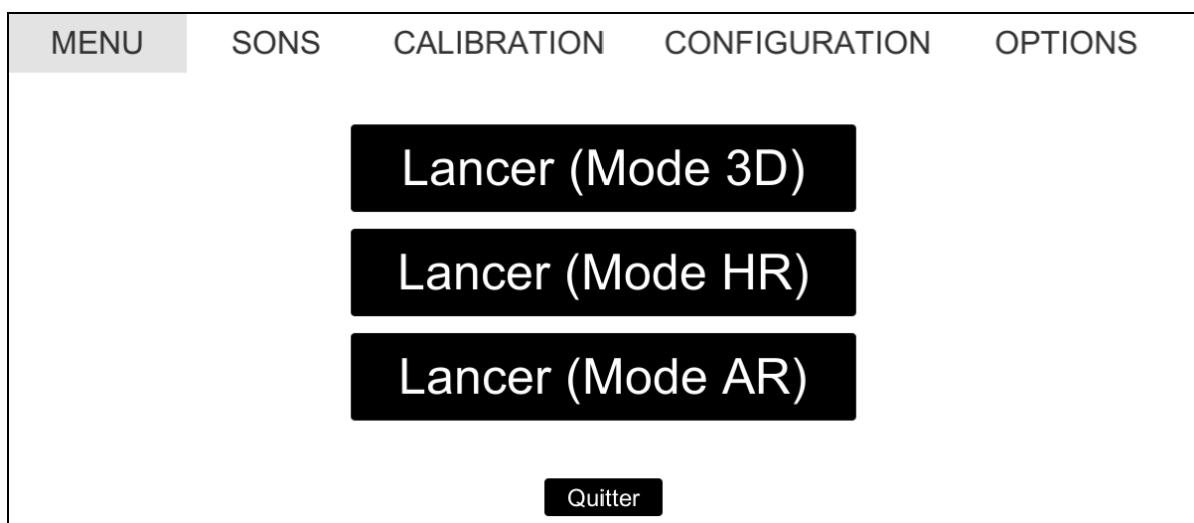 MENU SONS CALIBRATION CONFIGURATION OPTIONS
Lancer (Mode 3D)
Lancer (Mode HR)
Lancer (Mode AR)
Quitter